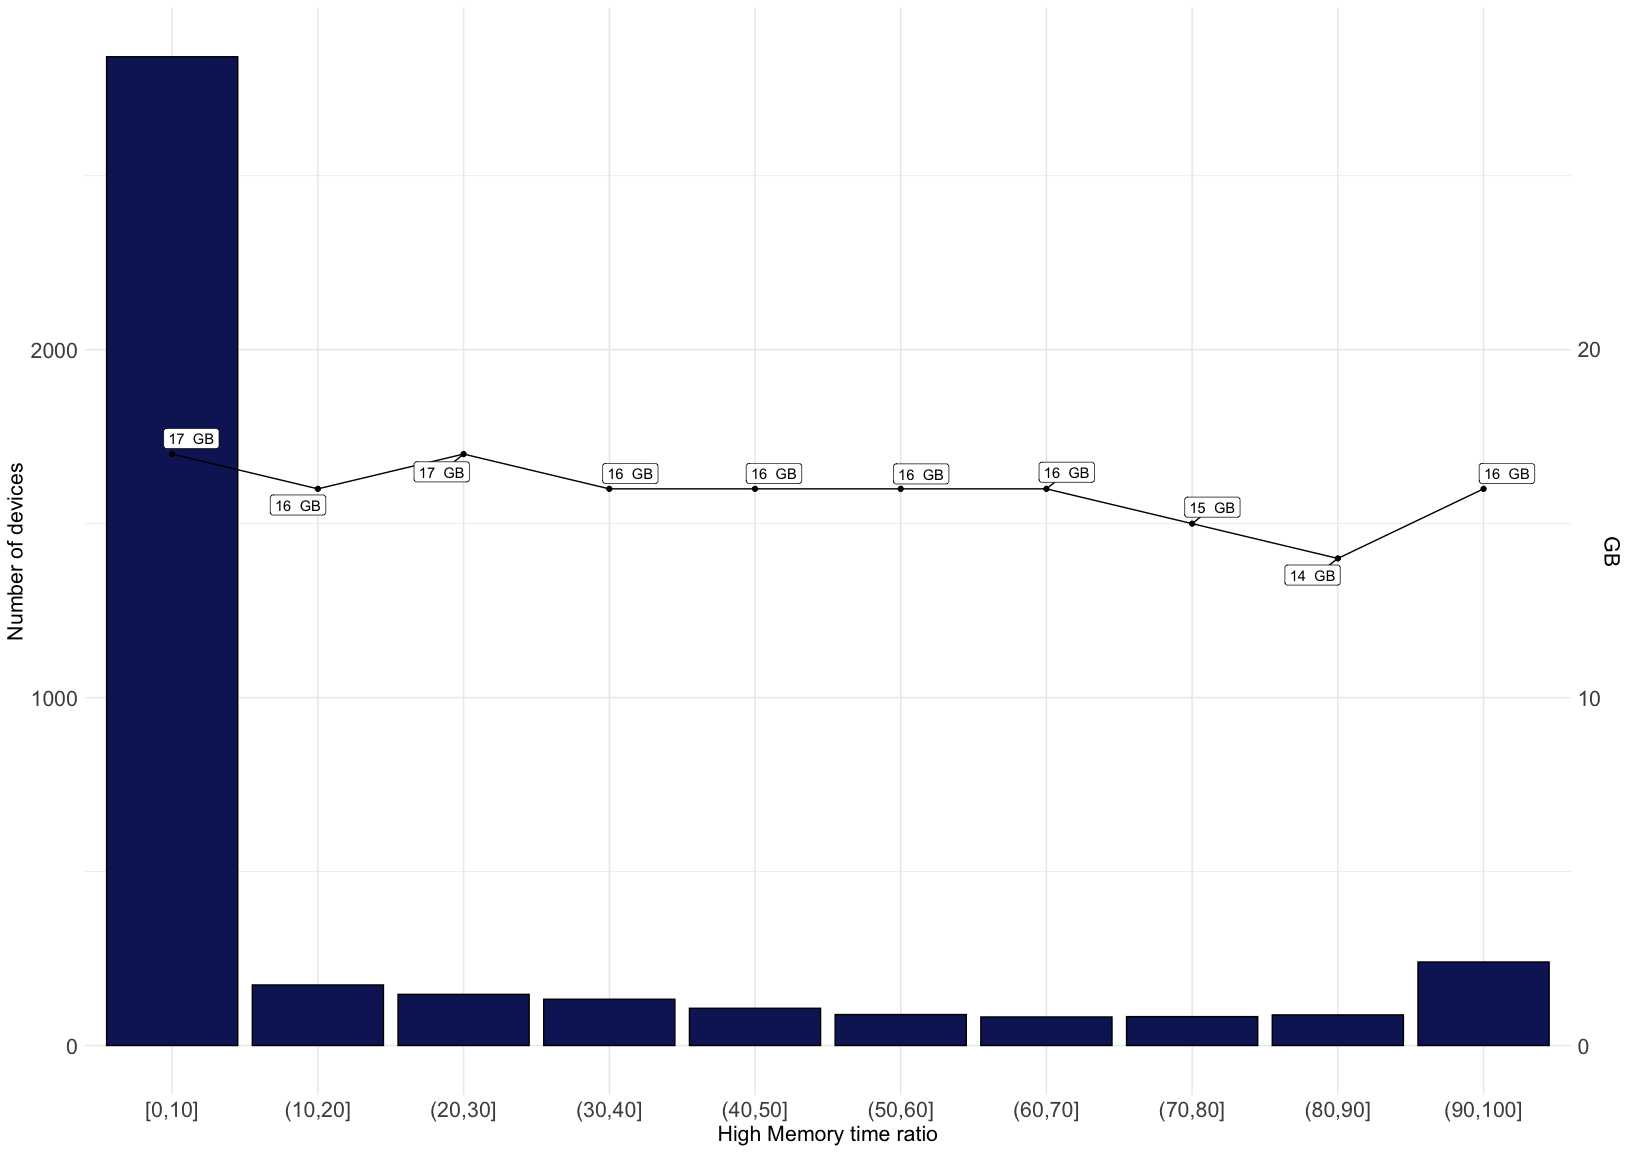 2000
1000
0
Number of devices
17 GB
16 GB
17 GB
16 GB
16 GB
16 GB
16 GB
15 GB
14 GB
16 GB
20
10
0
GB
[0,10]
(10,20]
(20,30]
(30,40]
(40,50]
(50,60]
(60,70]
(70,80]
(80,90]
(90,100]
High Memory time ratio